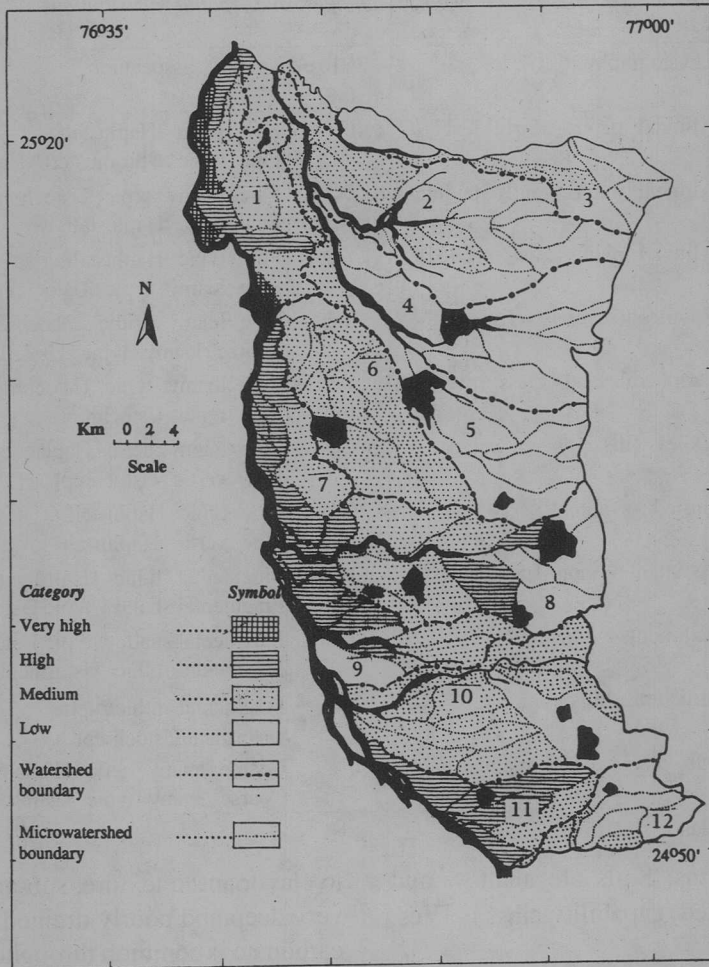 76°35'
77°00'
25°20'
1
2
3
N
4
6
Km 0 2 4
Scale
5
7
Category Symbol
8
Very high
High
9
Medium
10
Low
Watershed
boundary
11
12
Microwatershed
boundary
24°50'